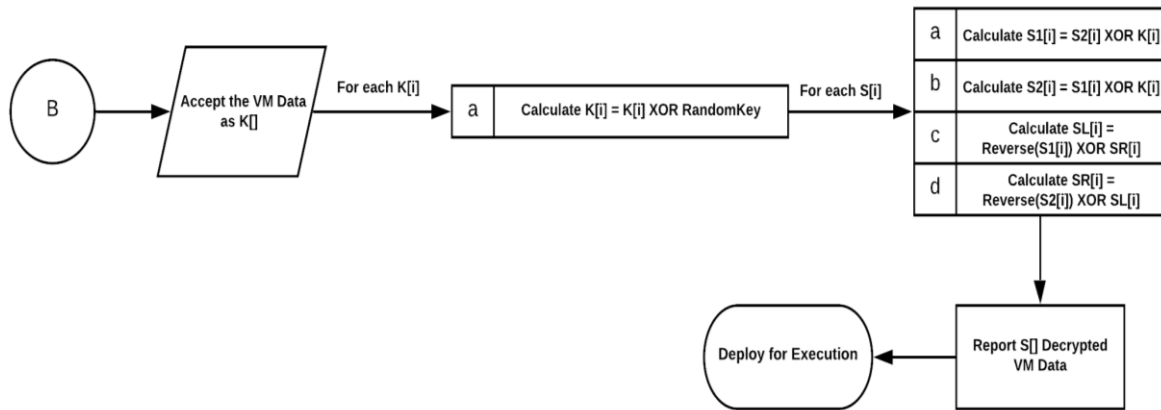 B
Accept the VM Data
as K[]
For each K[i]
a
Calculate K[i] = K[i] XOR RandomKey
For each S[i]
a
Calculate S1[i] = S2[i] XOR K[i]
b
Calculate S2[i] = S1[i] XOR K[i]
c
Calculate SL[i] =
Reverse(S1[i]) XOR SR[i]
d
Calculate SR[i] =
Reverse(S2[i]) XOR SL[i]
Deploy for Execution
Report S[] Decrypted
VM Data